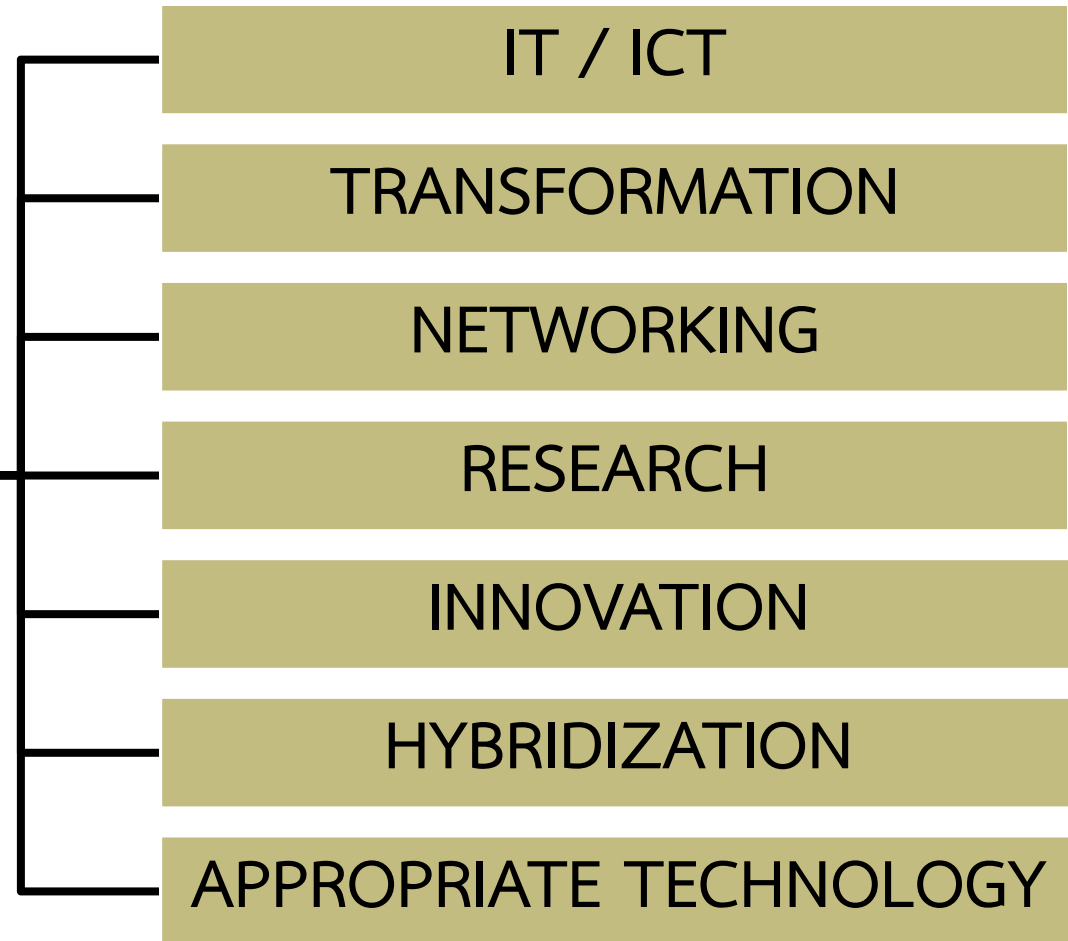 IT / ICT
TRANSFORMATION
NETWORKING
RESEARCH
INNOVATION
HYBRIDIZATION
APPROPRIATE TECHNOLOGY